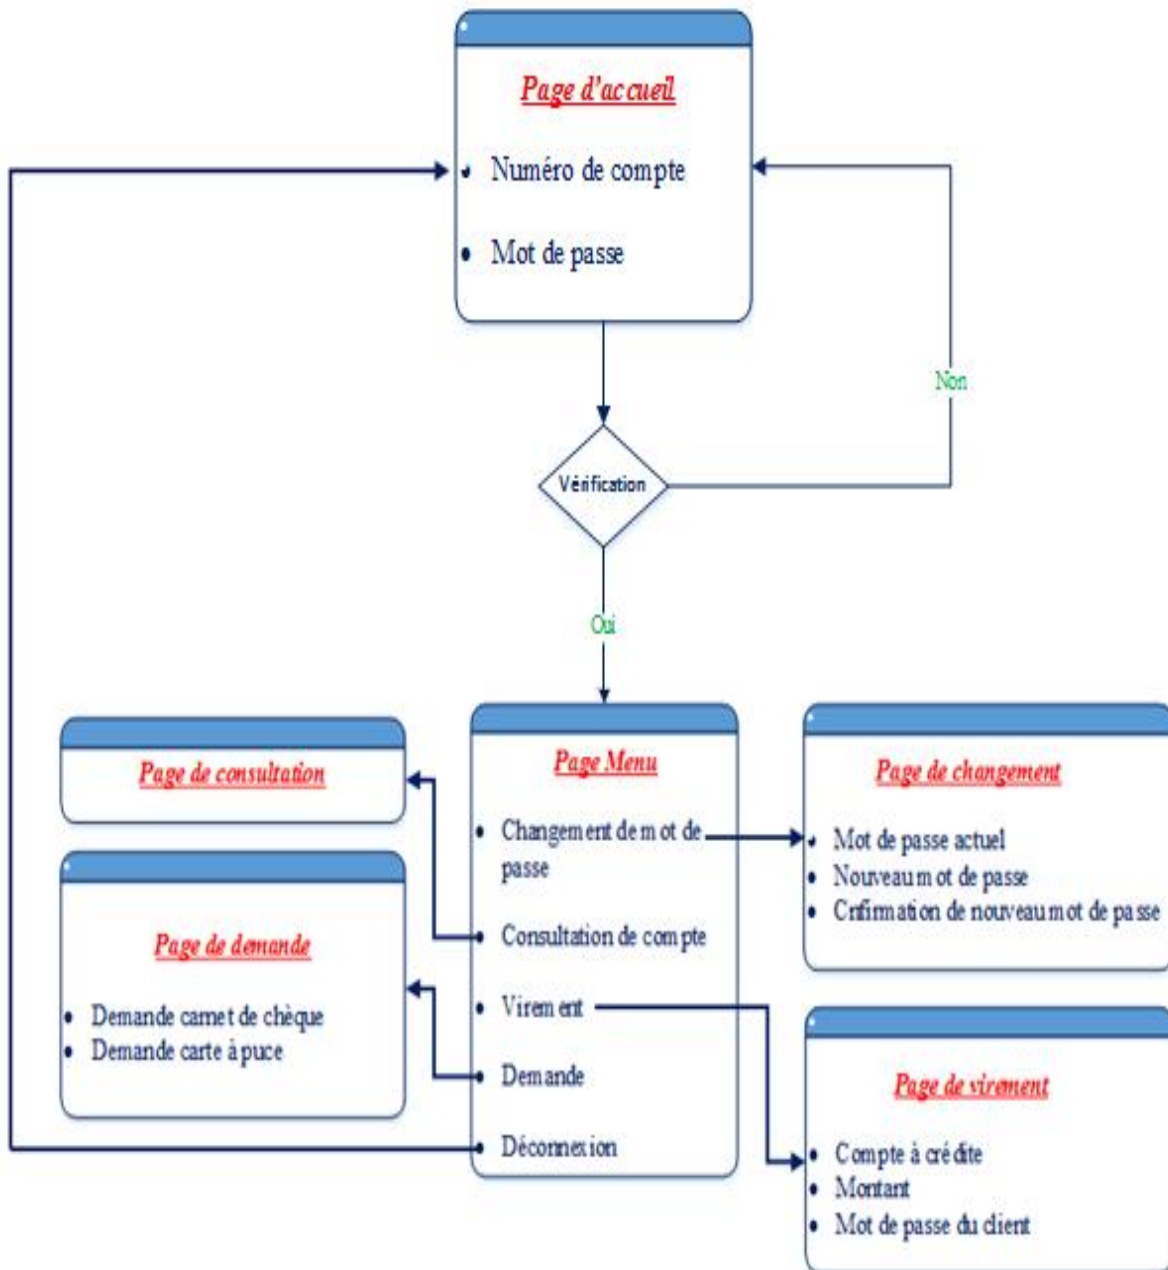 Page d'accueil
• Numéro de compte
• Mot de passe
Non
Vérification
Oui
Page de consultation
Page de demande
• Demande carnet de chèque
• Demande carte à puce
Page Menu
• Changement de mot de
passe
• Consultation de compte
• Virement
• Demande
• Déconnexion
Page de changement
• Mot de passe actuel
• Nouveau mot de passe
• Cnfirmation de nouveau mot de passe
Page de virement
• Compte à crédite
• Montant
• Mot de passe du client